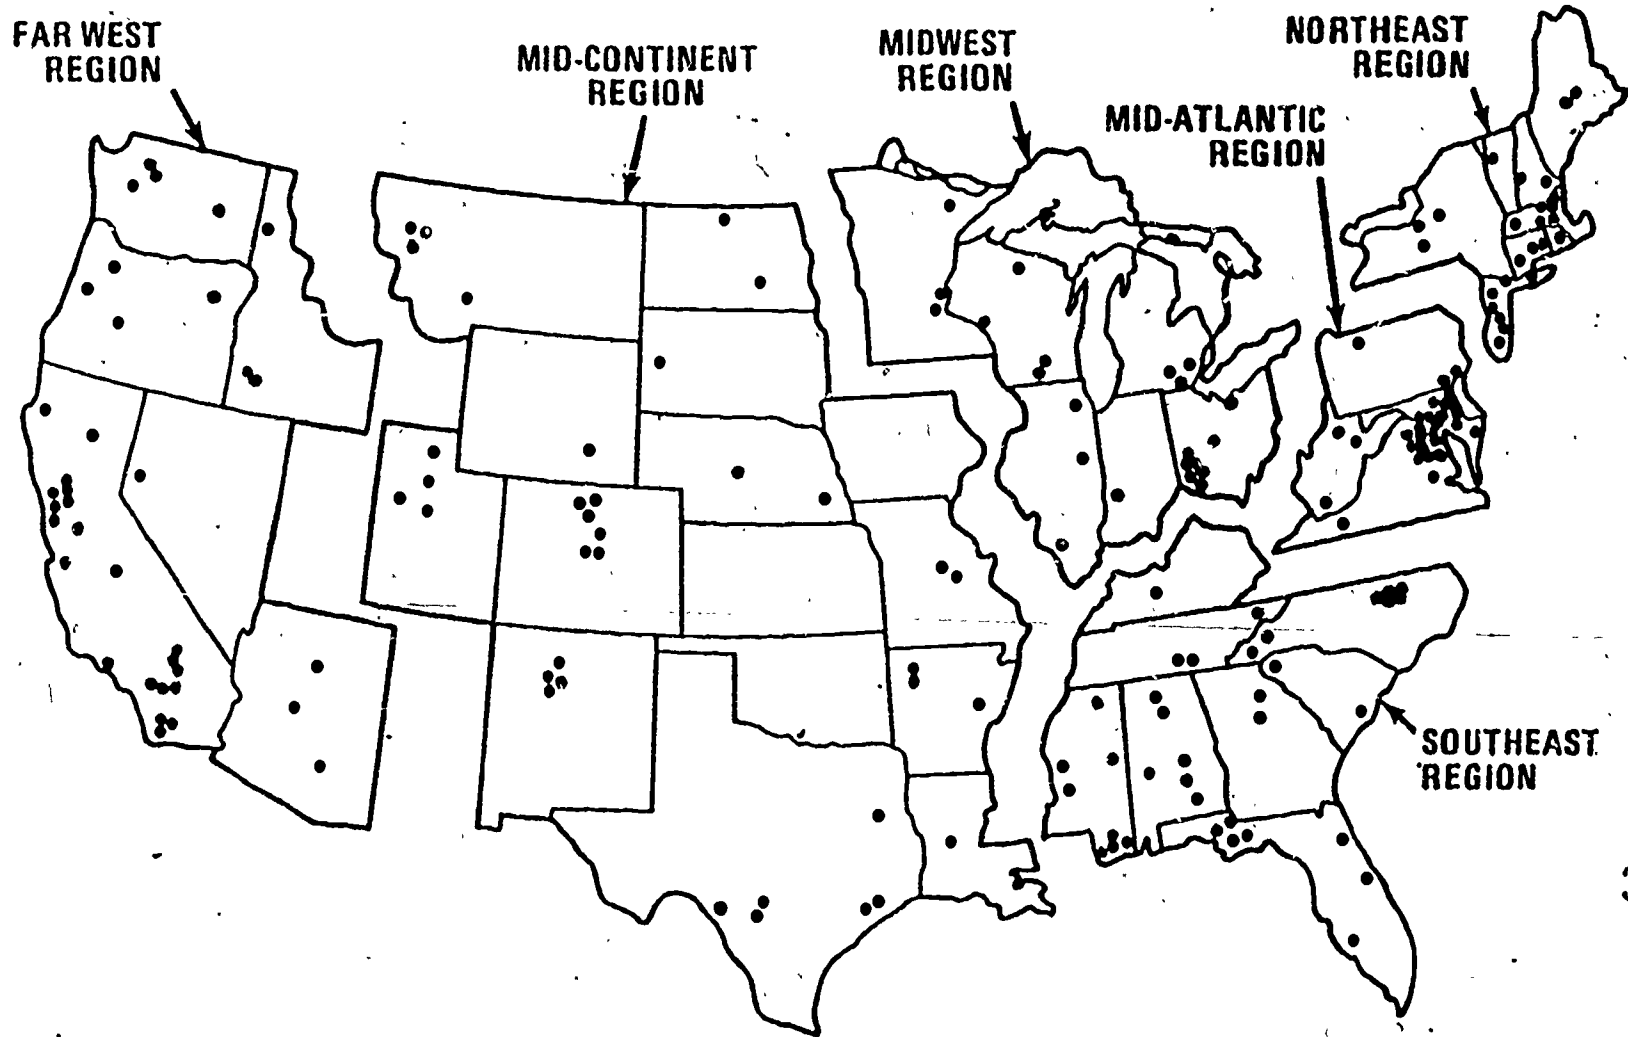 FAR WEST
REGION
MID-CONTINENT
REGION
MIDWEST
REGION
NORTHEAST
REGION
MID-ATLANTIC
REGION
SOUTHEAST
REGION